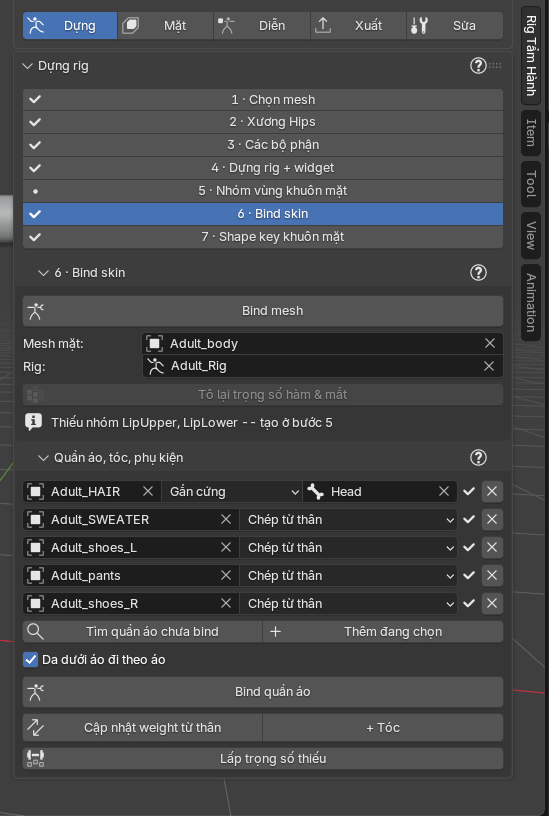 Dựng
Mặt
Diễn
Xuất
Sửa
Rig Tầm Hành
Item
Tool
View
Animation
Dựng rig
1 · Chọn mesh
2 · Xương Hips
3 · Các bộ phận
4 · Dựng rig + widget
5 · Nhóm vùng khuôn mặt
6 · Bind skin
7 · Shape key khuôn mặt
6 · Bind skin
Bind mesh
Mesh mặt: Adult_body
Rig: Adult_Rig
Tô lại trọng số hàm & mắt
Thiếu nhóm LipUpper, LipLower -- tạo ở bước 5
Quần áo, tóc, phụ kiện
Adult_HAIR Gắn cứng Head
Adult_SWEATER Chép từ thân
Adult_shoes_L Chép từ thân
Adult_pants Chép từ thân
Adult_shoes_R Chép từ thân
Tìm quần áo chưa bind
Thêm đang chọn
Da dưới áo đi theo áo
Bind quần áo
Cập nhật weight từ thân
+ Tóc
Lấp trọng số thiếu